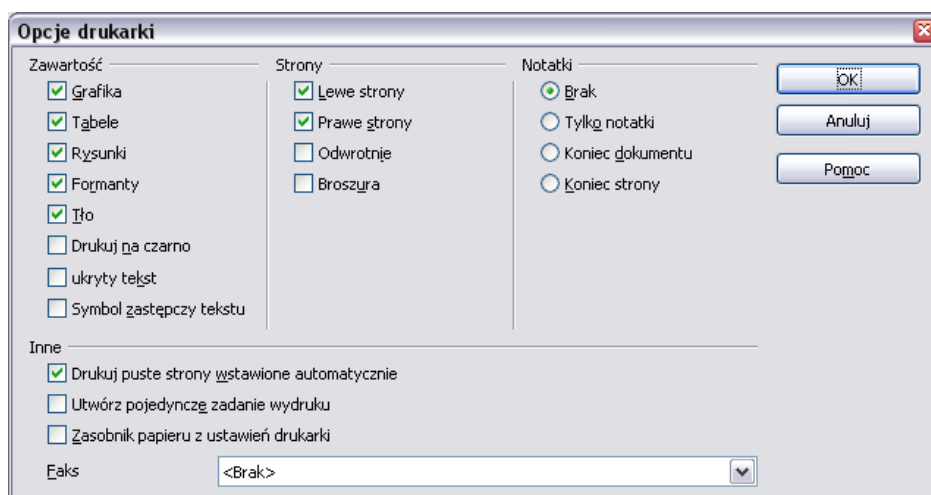 Opcje drukarki
Zawartość
Grafika
Tabele
Rysunki
Formanty
Tło
Drukuj na czarno
ukryty tekst
Symbol zastępczy tekstu
Strony
Lewe strony
Prawe strony
Odwrotnie
Broszura
Notatki
Brak
Tylko notatki
Koniec dokumentu
Koniec strony
OK
Anuluj
Pomoc
Inne
Drukuj puste strony wstawione automatycznie
Utwórz pojedyncze zadanie wydruku
Zasobnik papieru z ustawień drukarki
Faks
<Brak>